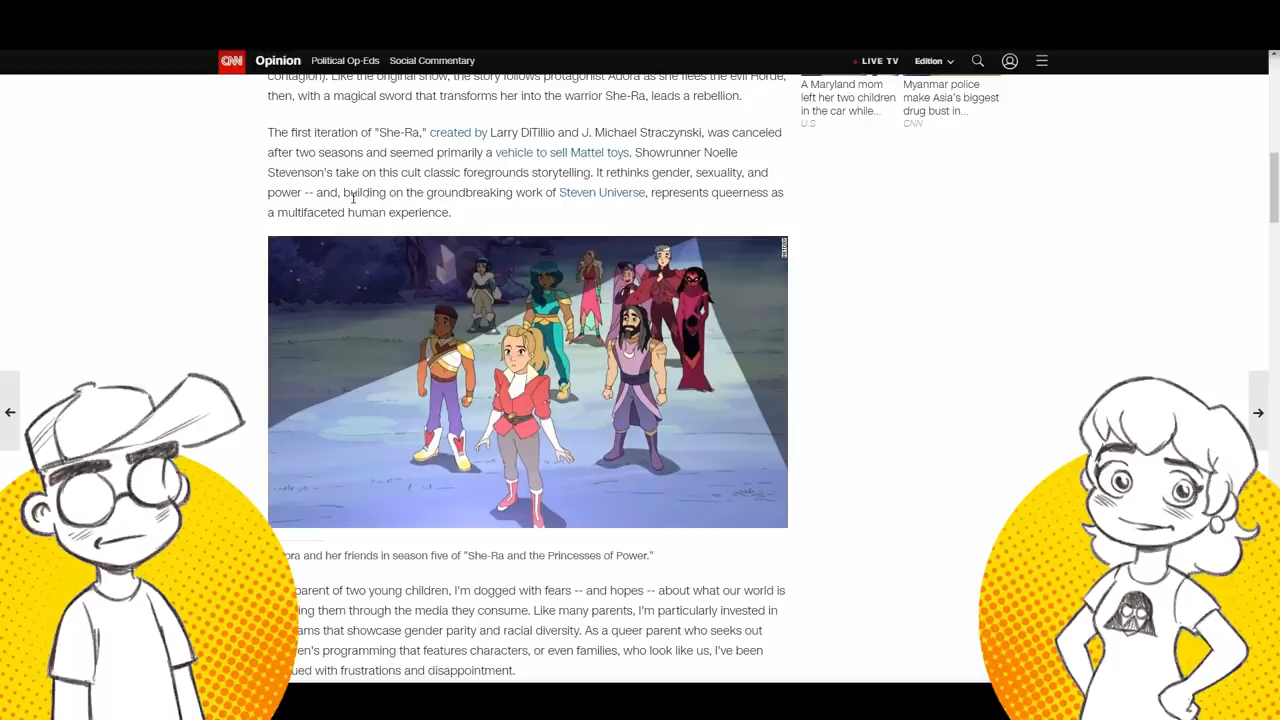 CNN Opinion Political Op-Eds Social Commentary LIVE TV Edition
contagion). Like the original show, the story follows protagonist Adora as she flees the evil Horde,
then, with a magical sword that transforms her into the warrior She-Ra, leads a rebellion.
The first iteration of "She-Ra," created by Larry DiTillio and J. Michael Straczynski, was canceled
after two seasons and seemed primarily a vehicle to sell Mattel toys. Showrunner Noelle
Stevenson's take on this cult classic foregrounds storytelling. It rethinks gender, sexuality, and
power -- and, building on the groundbreaking work of Steven Universe, represents queerness as
a multifaceted human experience.
NETFLIX
ora and her friends in season five of "She-Ra and the Princesses of Power."
parent of two young children, I'm dogged with fears -- and hopes -- about what our world is
ing them through the media they consume. Like many parents, I'm particularly invested in
ams that showcase gender parity and racial diversity. As a queer parent who seeks out
en's programming that features characters, or even families, who look like us, I've been
ued with frustrations and disappointment.
A Maryland mom
left her two children
in the car while...
U.S.
Myanmar police
make Asia's biggest
drug bust in...
CNN